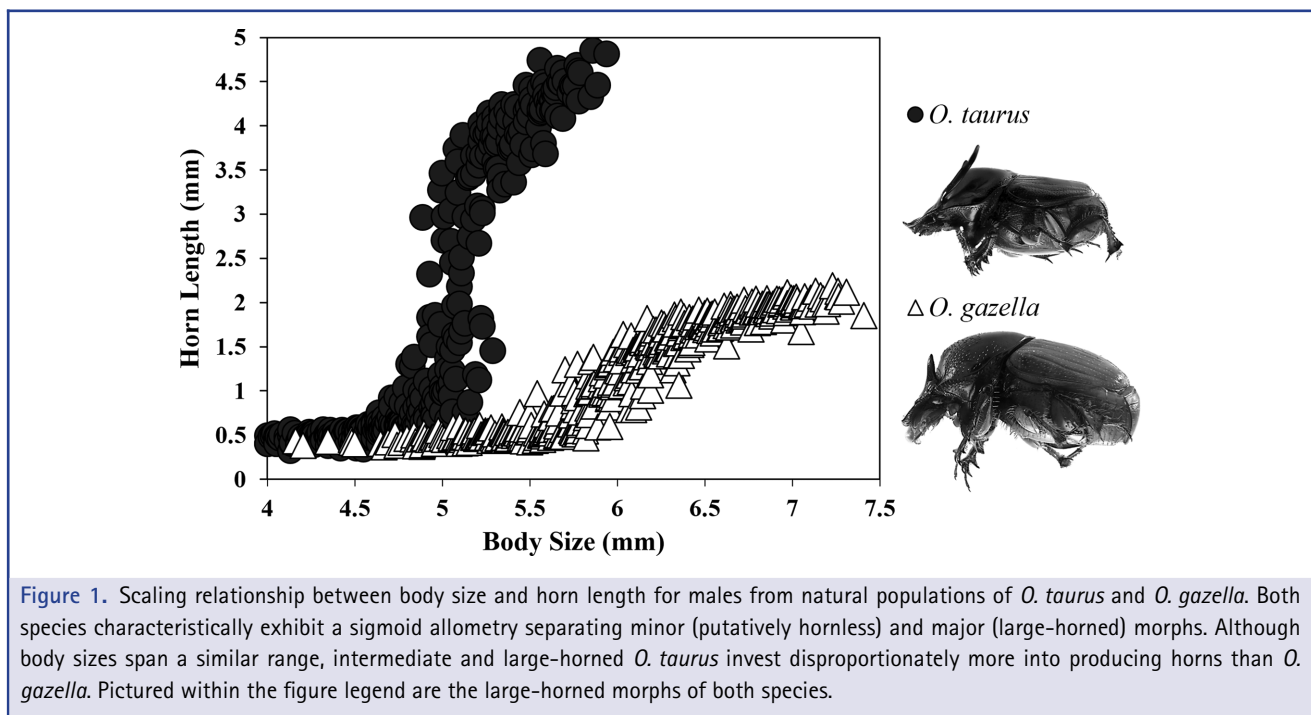 5
4.5
4
3.5
3
2.5
2
1.5
1
0.5
0
Horn Length (mm)
4 4.5 5 5.5 6 6.5 7 7.5
Body Size (mm)
O. taurus
O. gazella
Figure 1. Scaling relationship between body size and horn length for males from natural populations of O. taurus and O. gazella. Both
species characteristically exhibit a sigmoid allometry separating minor (putatively hornless) and major (large-horned) morphs. Although
body sizes span a similar range, intermediate and large-horned O. taurus invest disproportionately more into producing horns than O.
gazella. Pictured within the figure legend are the large-horned morphs of both species.